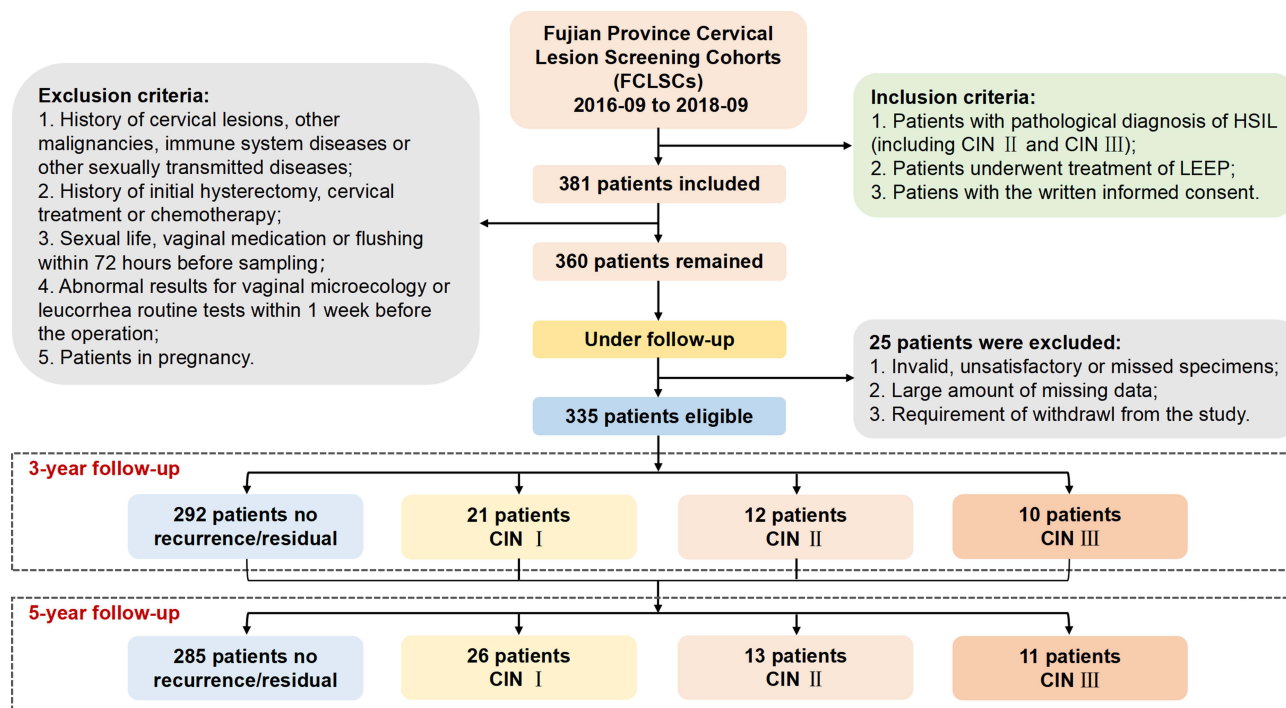 Fujian Province Cervical
Lesion Screening Cohorts
(FCLSCs)
2016-09 to 2018-09
Exclusion criteria:
1. History of cervical lesions, other
malignancies, immune system diseases or
other sexually transmitted diseases;
2. History of initial hysterectomy, cervical
treatment or chemotherapy;
3. Sexual life, vaginal medication or flushing
within 72 hours before sampling;
4. Abnormal results for vaginal microecology or
leucorrhea routine tests within 1 week before
the operation;
5. Patients in pregnancy.
Inclusion criteria:
1. Patients with pathological diagnosis of HSIL
(including CIN Ⅱ and CIN Ⅲ);
2. Patients underwent treatment of LEEP;
3. Patiens with the written informed consent.
381 patients included
360 patients remained
Under follow-up
25 patients were excluded:
1. Invalid, unsatisfactory or missed specimens;
2. Large amount of missing data;
3. Requirement of withdrawl from the study.
335 patients eligible
3-year follow-up
292 patients no
recurrence/residual
21 patients
CIN Ⅰ
12 patients
CIN Ⅱ
10 patients
CIN Ⅲ
5-year follow-up
285 patients no
recurrence/residual
26 patients
CIN Ⅰ
13 patients
CIN Ⅱ
11 patients
CIN Ⅲ